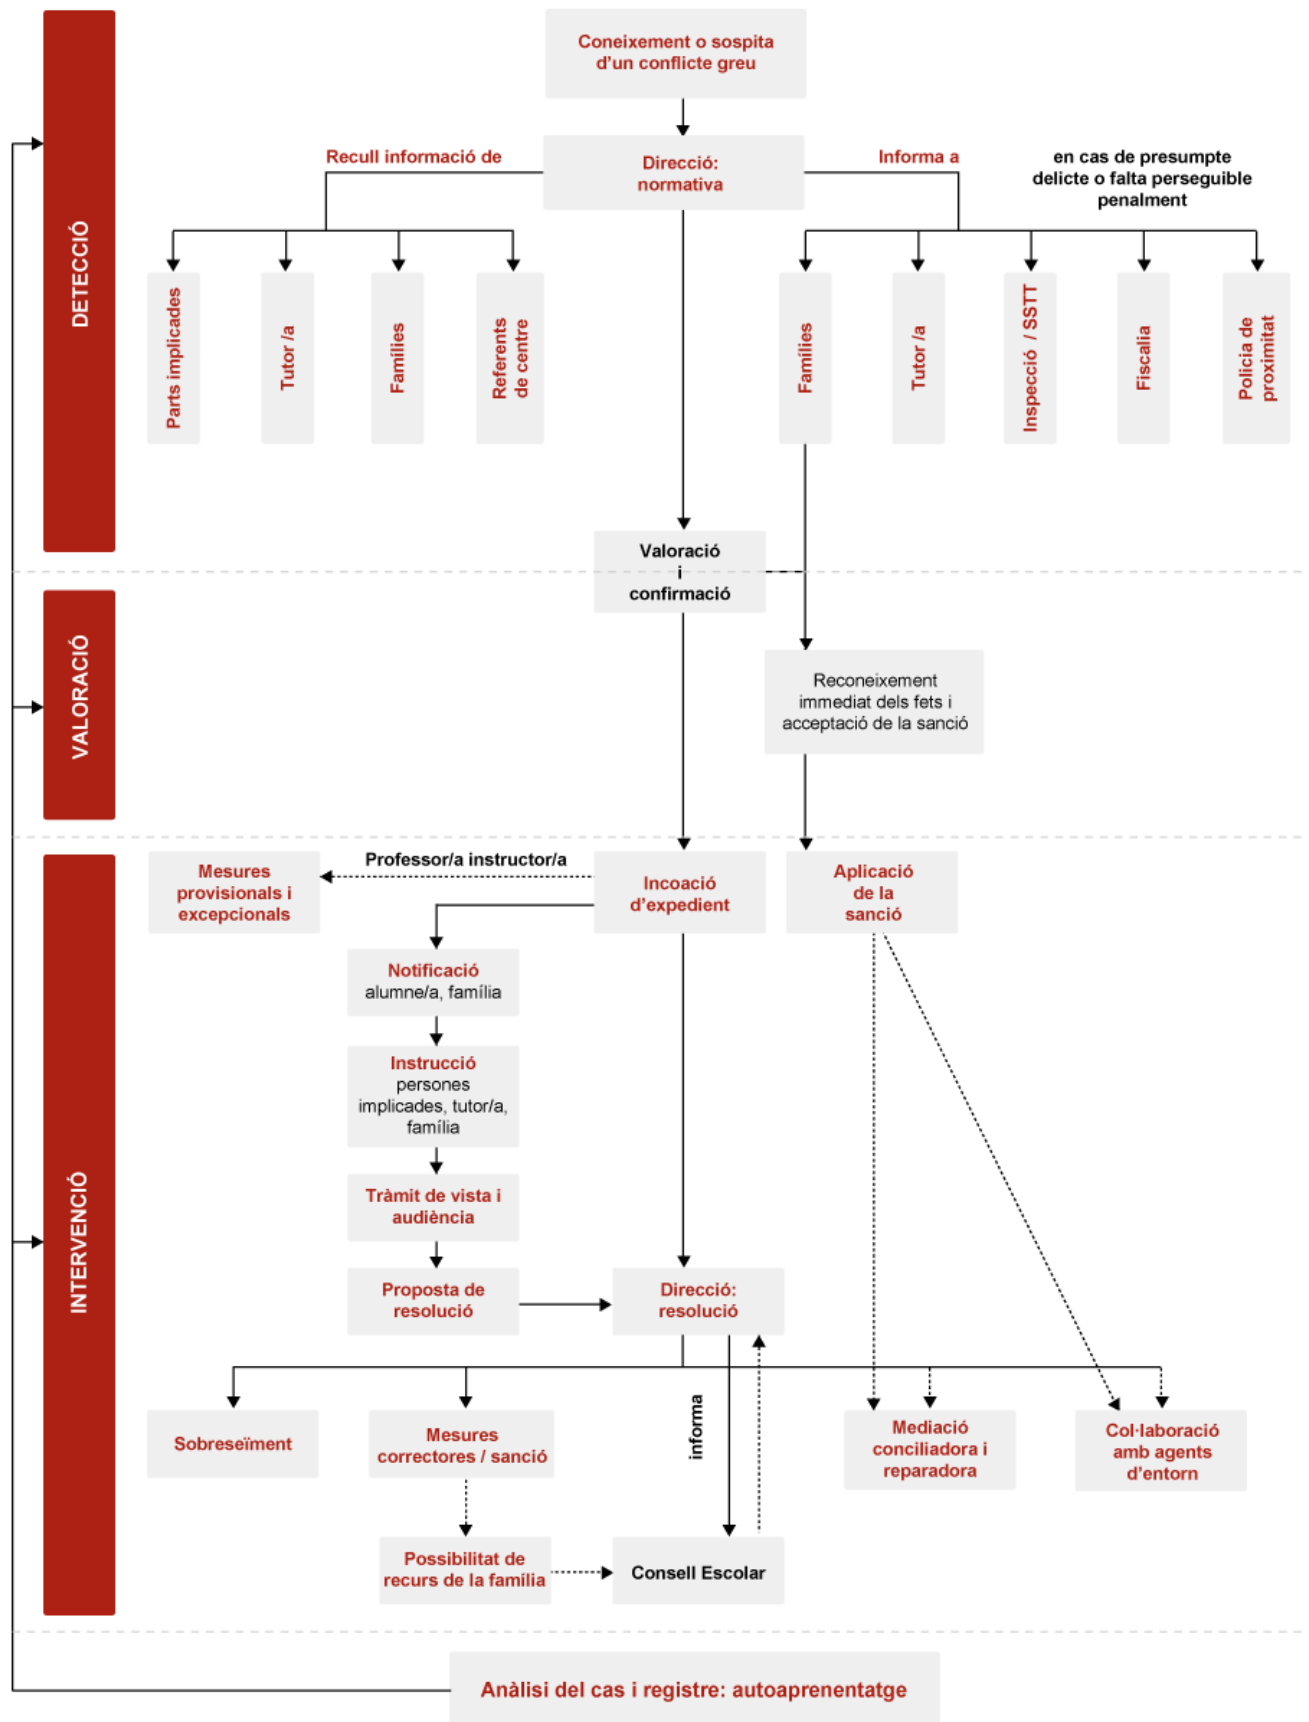 Coneixement o sospita
d'un conflicte greu
DETECCIÓ
Recull informació de
Direcció:
normativa
Informa a
en cas de presumpte
delicte o falta perseguible
penalment
Parts implicades
Tutor /a
Famílies
Referents
de centre
Famílies
Tutor /a
Inspecció / SSTT
Fiscalia
Policia de
proximitat
Valoració
i
confirmació
VALORACIÓ
Reconeixement
immediat dels fets i
acceptació de la sanció
INTERVENCIÓ
Mesures
provisionals i
excepcionals
Professor/a instructor/a
Incoació
d'expedient
Aplicació
de la
sanció
Notificació
alumne/a, família
Instrucció
persones
implicades, tutor/a,
família
Tràmit de vista i
audiència
Proposta de
resolució
Direcció:
resolució
informa
Sobreseïment
Mesures
correctores / sanció
Mediació
conciliadora i
reparadora
Col·laboració
amb agents
d'entorn
Possibilitat de
recurs de la família
Consell Escolar
Anàlisi del cas i registre: autoaprenentatge